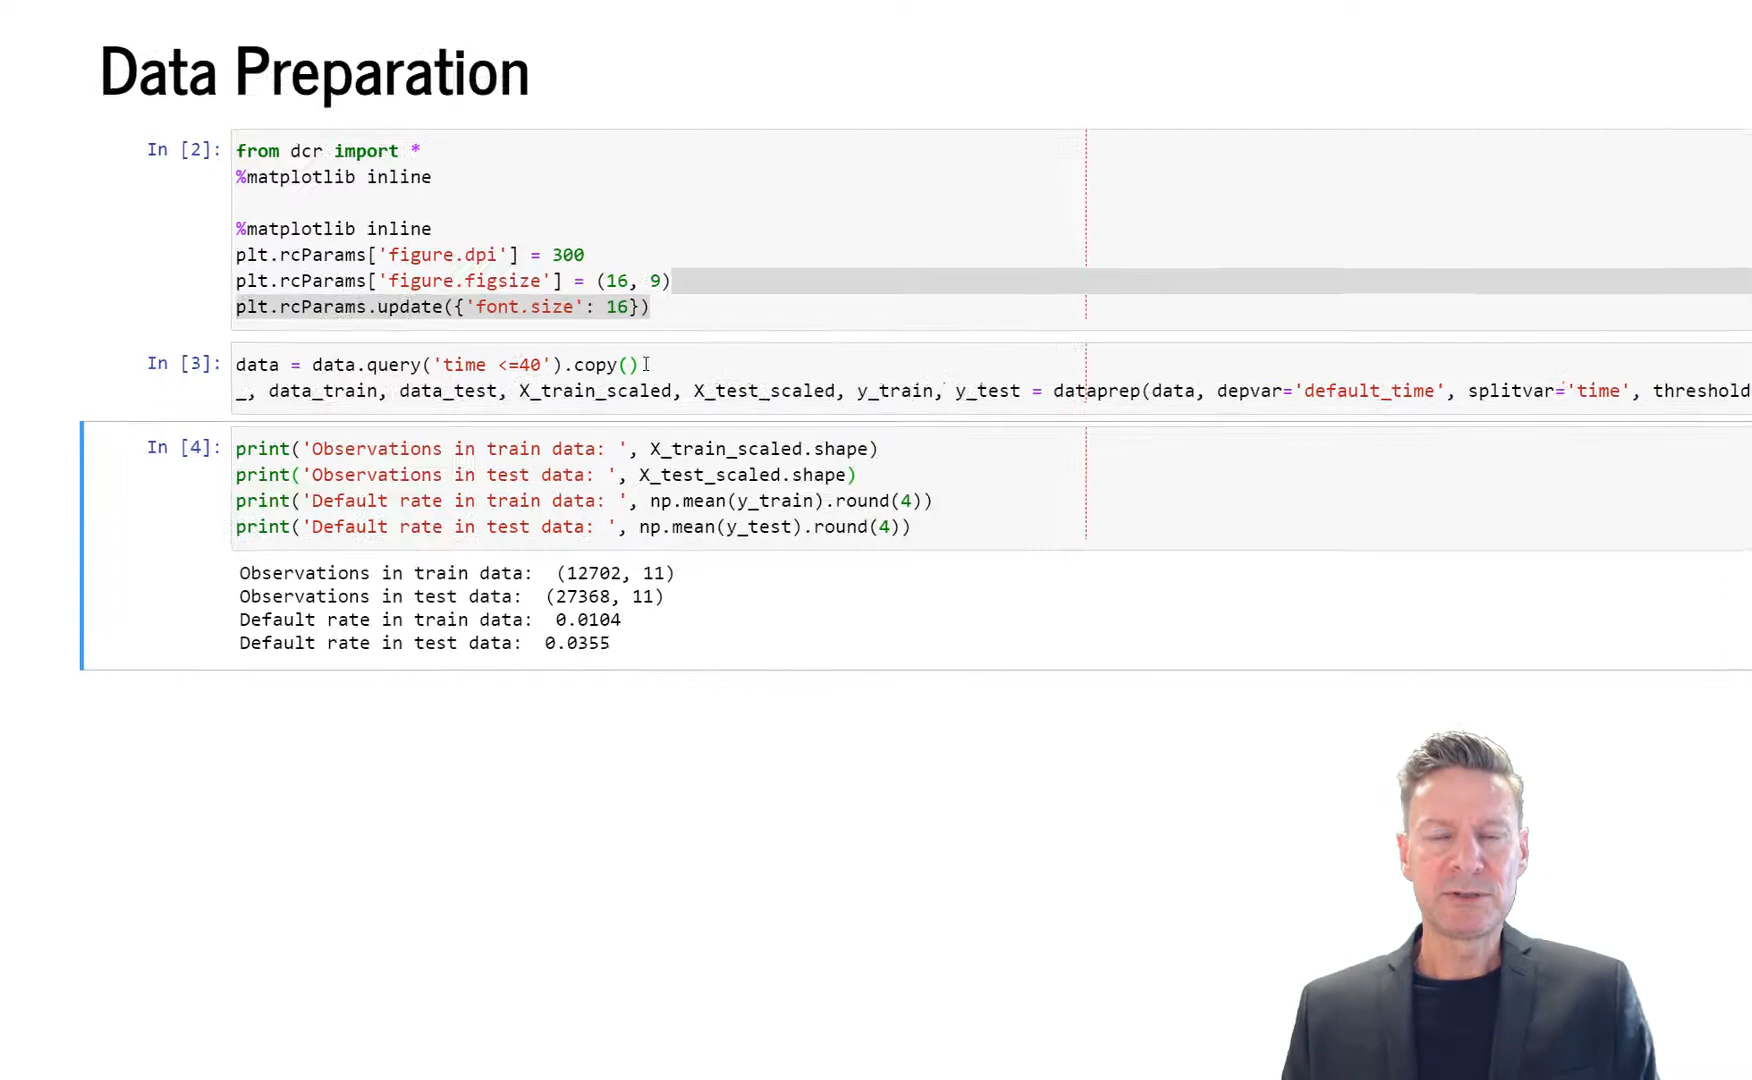 Data Preparation
In [2]:
from dcr import *
%matplotlib inline
%matplotlib inline
plt.rcParams['figure.dpi'] = 300
plt.rcParams['figure.figsize'] = (16, 9)
plt.rcParams.update({'font.size': 16})
In [3]:
data = data.query('time <=40').copy()
_, data_train, data_test, X_train_scaled, X_test_scaled, y_train, y_test = dataprep(data, depvar='default_time', splitvar='time', threshold
In [4]:
print('Observations in train data: ', X_train_scaled.shape)
print('Observations in test data: ', X_test_scaled.shape)
print('Default rate in train data: ', np.mean(y_train).round(4))
print('Default rate in test data: ', np.mean(y_test).round(4))
Observations in train data:  (12702, 11)
Observations in test data:  (27368, 11)
Default rate in train data:  0.0104
Default rate in test data:  0.0355